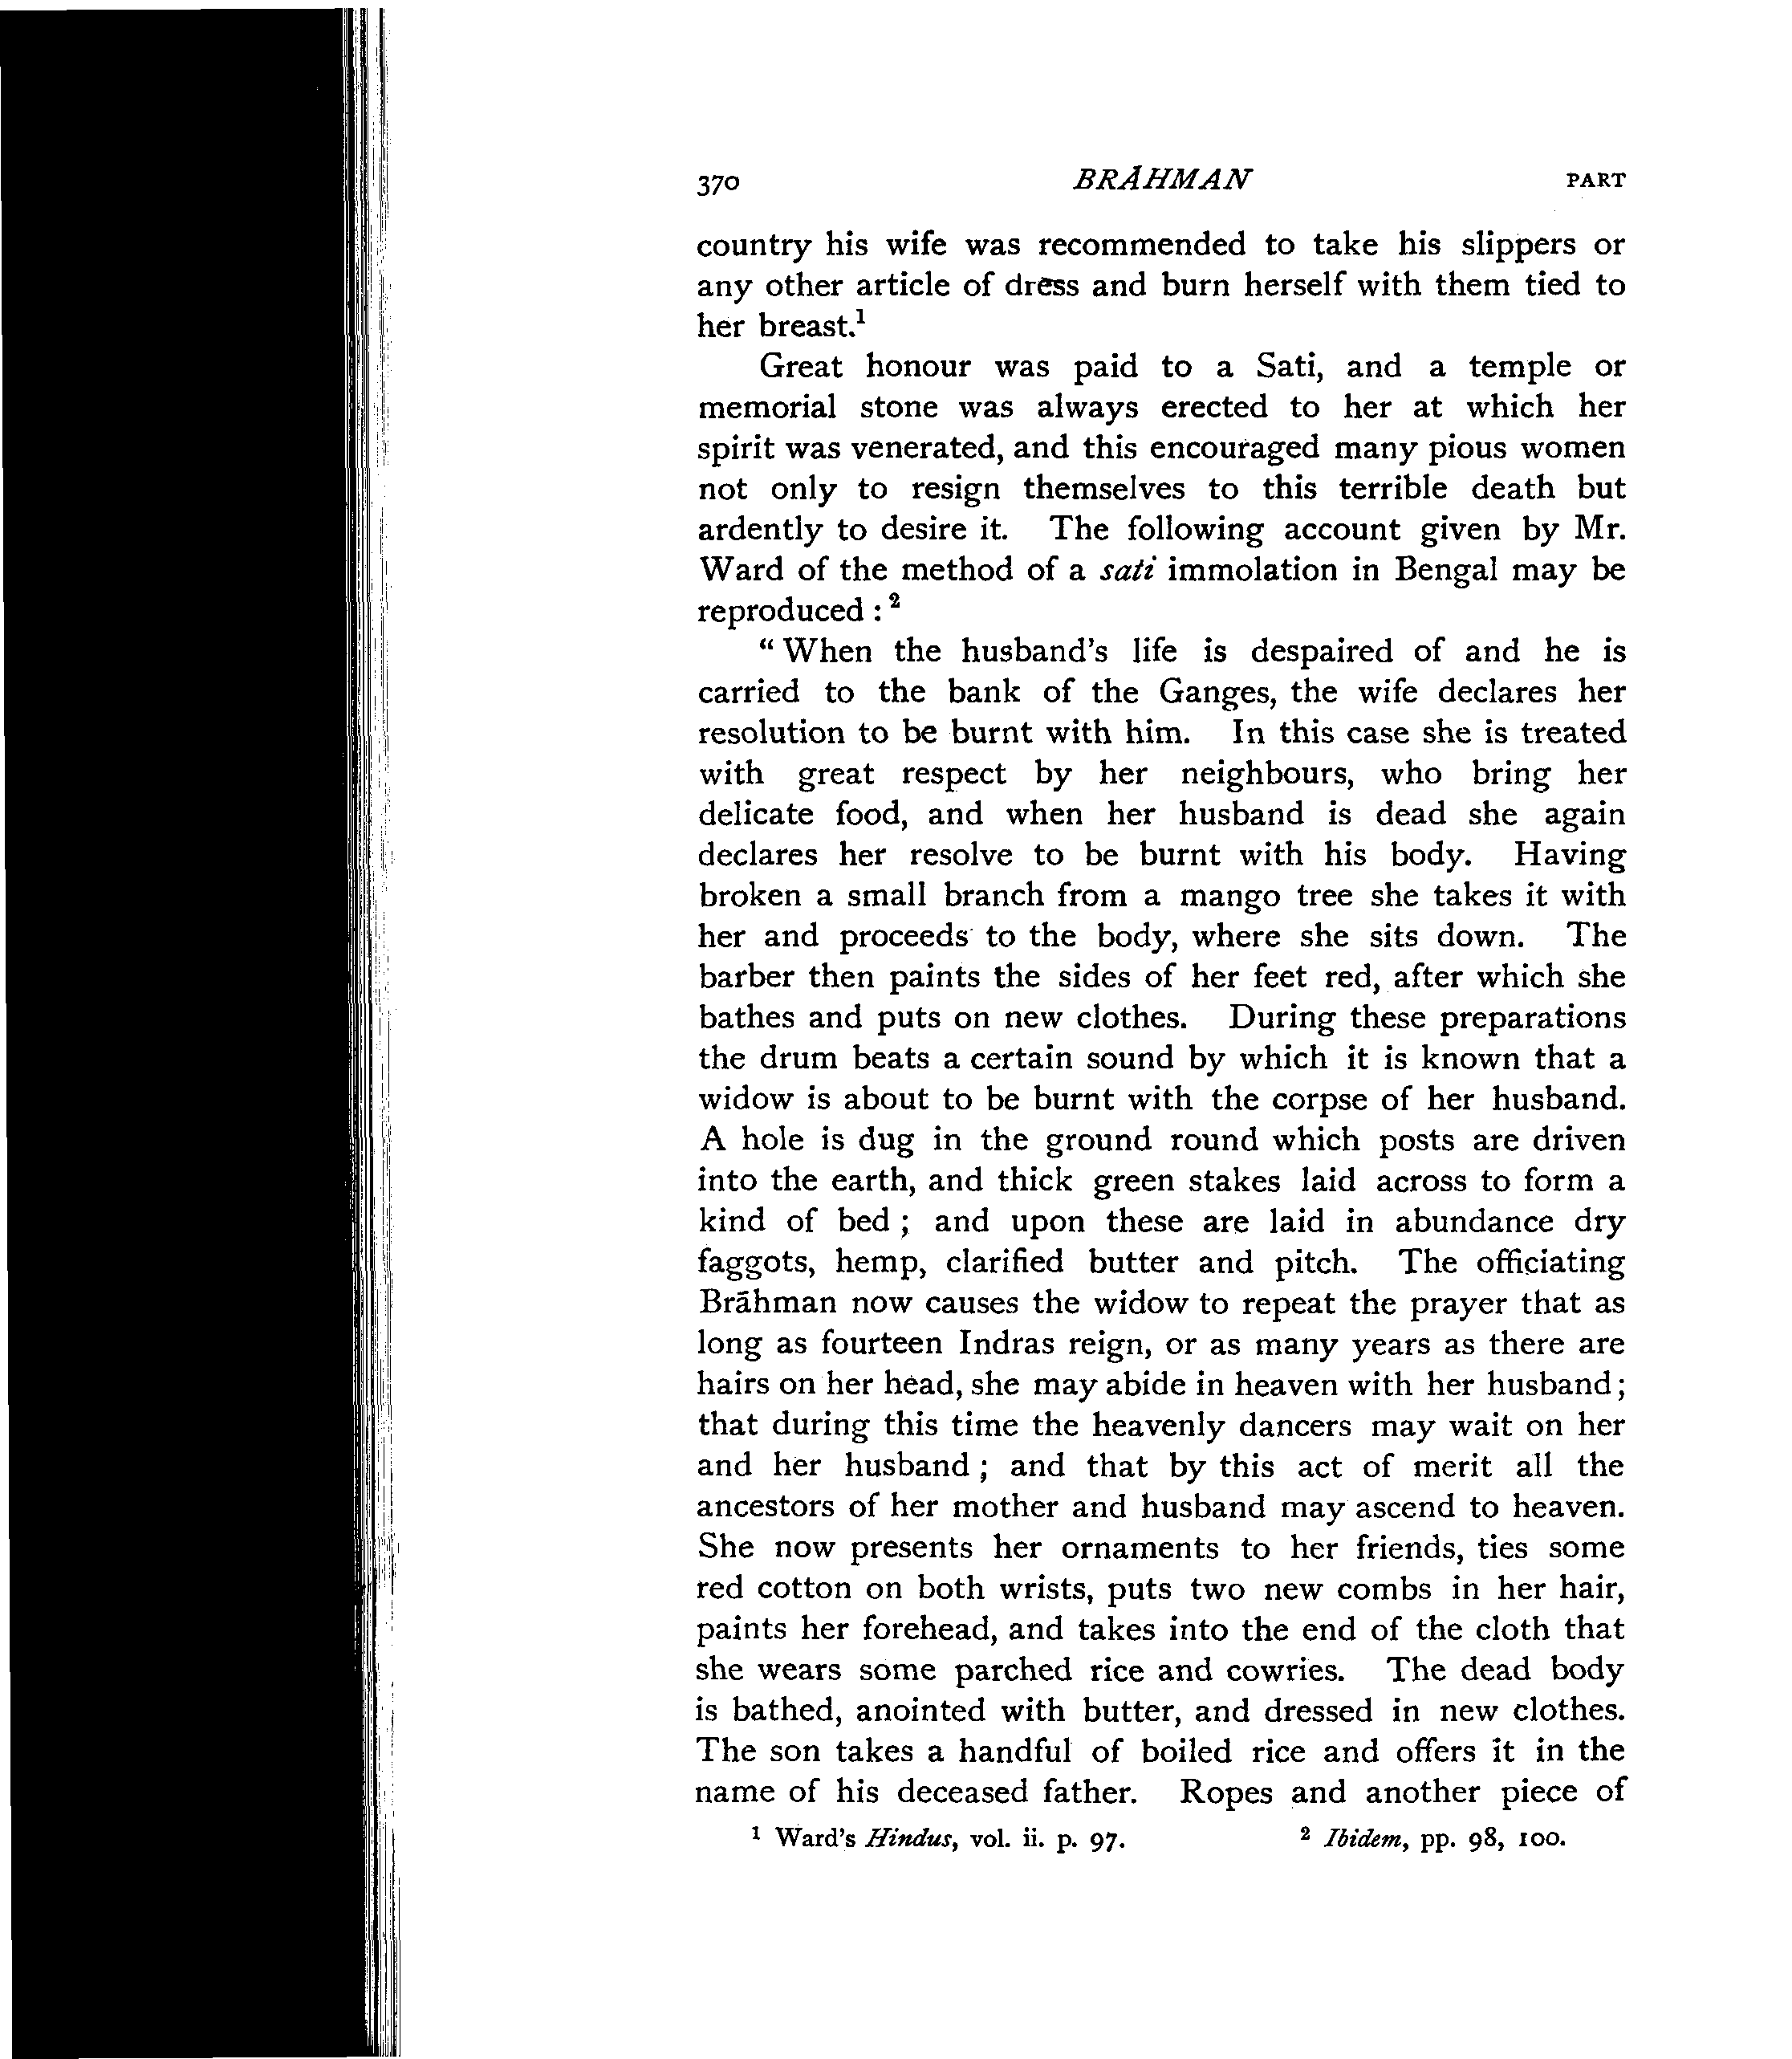 370 BRĀHMAN PART
country his wife was recommended to take his slippers or
any other article of dress and burn herself with them tied to
her breast.¹
Great honour was paid to a Sati, and a temple or
memorial stone was always erected to her at which her
spirit was venerated, and this encouraged many pious women
not only to resign themselves to this terrible death but
ardently to desire it. The following account given by Mr.
Ward of the method of a sati immolation in Bengal may be
reproduced : ²
“ When the husband's life is despaired of and he is
carried to the bank of the Ganges, the wife declares her
resolution to be burnt with him. In this case she is treated
with great respect by her neighbours, who bring her
delicate food, and when her husband is dead she again
declares her resolve to be burnt with his body. Having
broken a small branch from a mango tree she takes it with
her and proceeds to the body, where she sits down. The
barber then paints the sides of her feet red, after which she
bathes and puts on new clothes. During these preparations
the drum beats a certain sound by which it is known that a
widow is about to be burnt with the corpse of her husband.
A hole is dug in the ground round which posts are driven
into the earth, and thick green stakes laid across to form a
kind of bed ; and upon these are laid in abundance dry
faggots, hemp, clarified butter and pitch. The officiating
Brāhman now causes the widow to repeat the prayer that as
long as fourteen Indras reign, or as many years as there are
hairs on her head, she may abide in heaven with her husband ;
that during this time the heavenly dancers may wait on her
and her husband ; and that by this act of merit all the
ancestors of her mother and husband may ascend to heaven.
She now presents her ornaments to her friends, ties some
red cotton on both wrists, puts two new combs in her hair,
paints her forehead, and takes into the end of the cloth that
she wears some parched rice and cowries. The dead body
is bathed, anointed with butter, and dressed in new clothes.
The son takes a handful of boiled rice and offers it in the
name of his deceased father. Ropes and another piece of
¹ Ward's Hindus, vol. ii. p. 97. ² Ibidem, pp. 98, 100.